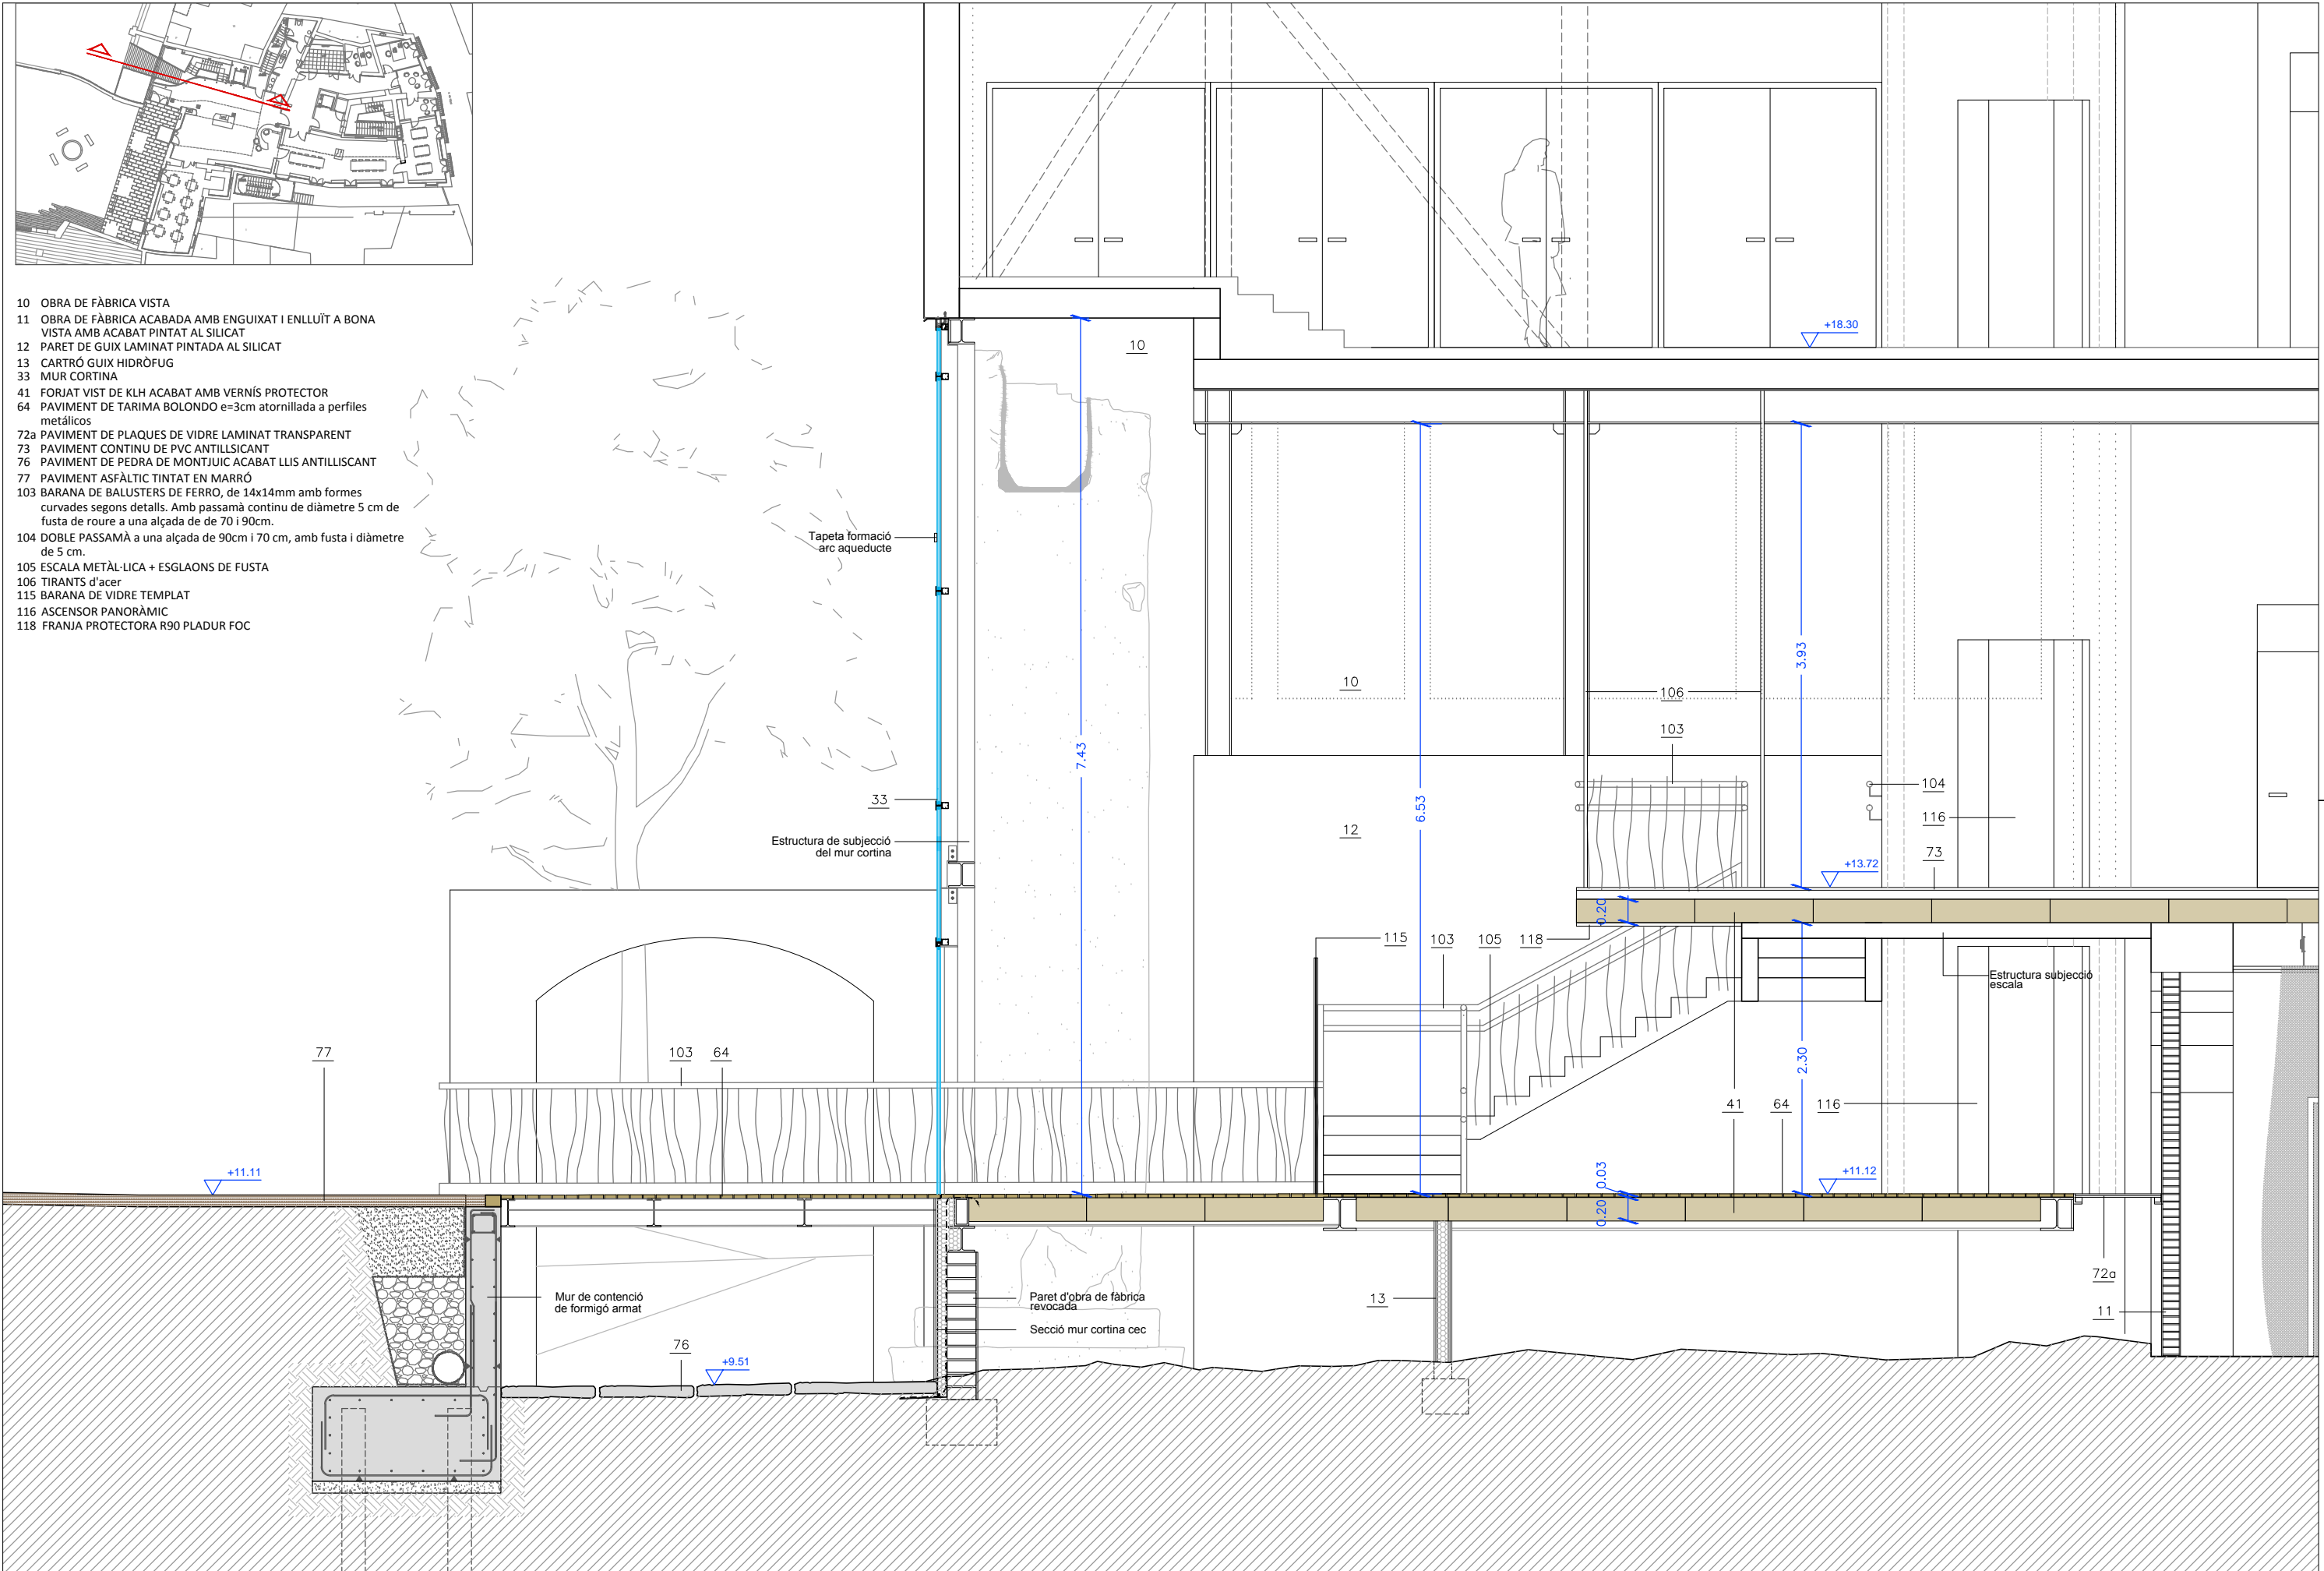 10 OBRA DE FÀBRICA VISTA
11 OBRA DE FÀBRICA ACABADA AMB ENGUIXAT I ENLLUÏT A BONA
VISTA AMB ACABAT PINTAT AL SILICAT
12 PARET DE GUIX LAMINAT PINTADA AL SILICAT
13 CARTRÓ GUIX HIDRÒFUG
33 MUR CORTINA
41 FORJAT VIST DE KLH ACABAT AMB VERNÍS PROTECTOR
64 PAVIMENT DE TARIMA BOLONDO e=3cm atornillada a perfiles
metálicos
72a PAVIMENT DE PLAQUES DE VIDRE LAMINAT TRANSPARENT
73 PAVIMENT CONTINU DE PVC ANTILLSICANT
76 PAVIMENT DE PEDRA DE MONTJUIC ACABAT LLIS ANTILLISCANT
77 PAVIMENT ASFÀLTIC TINTAT EN MARRÓ
103 BARANA DE BALUSTERS DE FERRO, de 14x14mm amb formes
curvades segons detalls. Amb passamà continu de diàmetre 5 cm de
fusta de roure a una alçada de de 70 i 90cm.
104 DOBLE PASSAMÀ a una alçada de 90cm i 70 cm, amb fusta i diàmetre
de 5 cm.
105 ESCALA METÀL·LICA + ESGLAONS DE FUSTA
106 TIRANTS d'acer
115 BARANA DE VIDRE TEMPLAT
116 ASCENSOR PANORÀMIC
118 FRANJA PROTECTORA R90 PLADUR FOC
+18.30
10
Tapeta formació
arc aqueducte
3.93
10
106
103
7.43
33
6.53
104
12
116
Estructura de subjecció
del mur cortina
73
+13.72
0.20
115
103
105
118
Estructura subjecció
escala
77
103
64
2.30
41
64
116
+11.11
0.03
+11.12
0.20
72a
Mur de contenció
de formigó armat
Paret d'obra de fàbrica
revocada
13
11
Secció mur cortina cec
76
+9.51